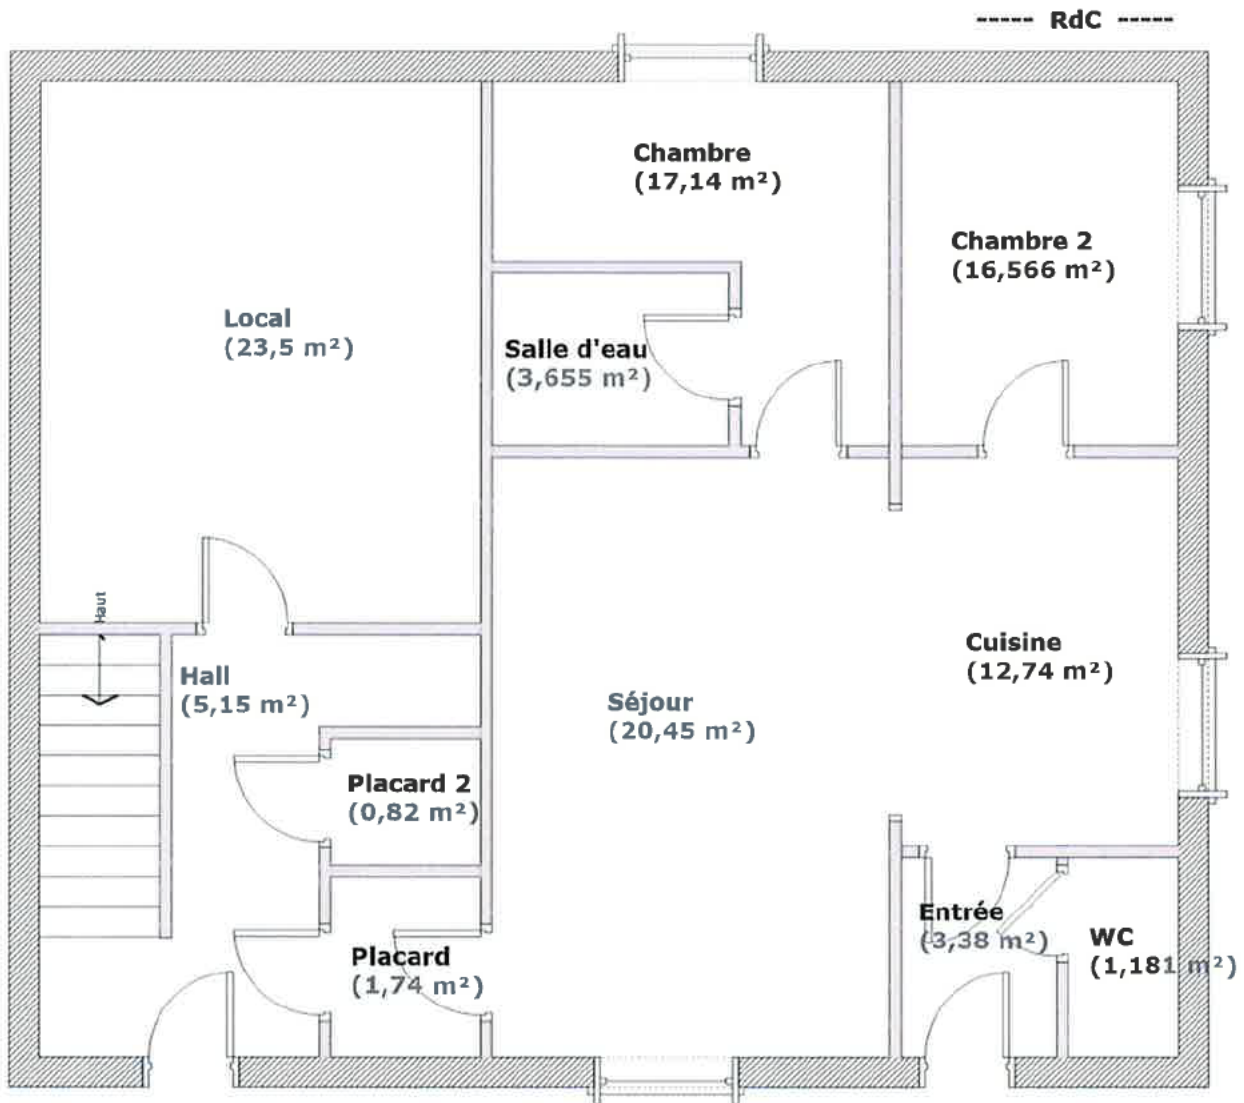 ----- RdC -----
Chambre
(17,14 m²)
Chambre 2
(16,566 m²)
Local
(23,5 m²)
Salle d'eau
(3,655 m²)
Haut
Hall
(5,15 m²)
Cuisine
(12,74 m²)
Séjour
(20,45 m²)
Placard 2
(0,82 m²)
Entrée
(3,38 m²)
WC
(1,181 m²)
Placard
(1,74 m²)